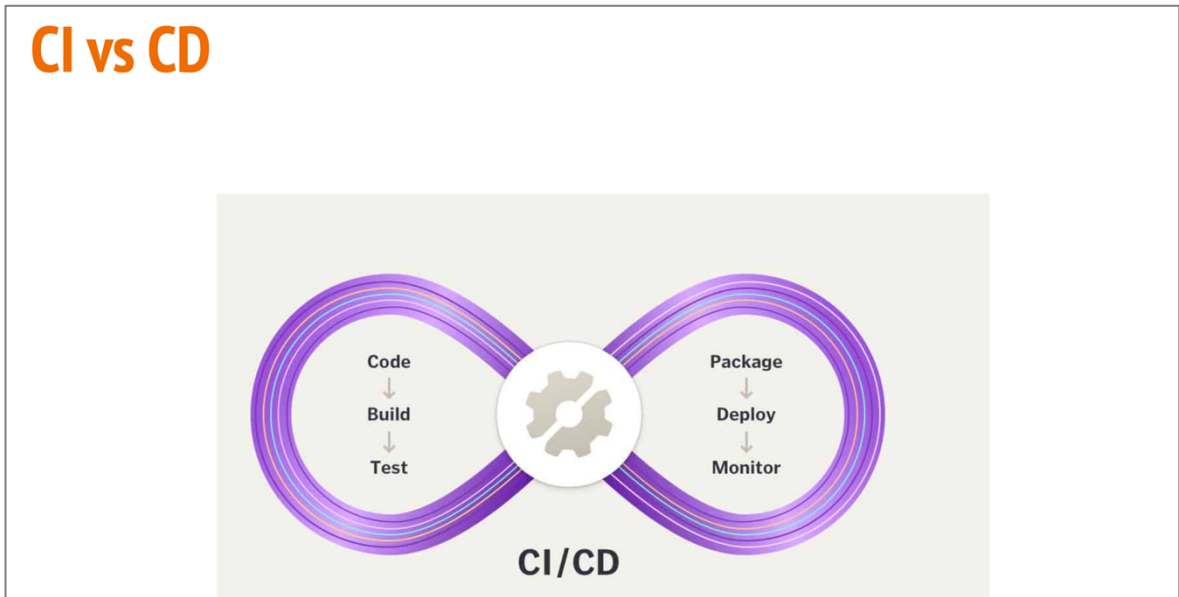 CI vs CD
Code
↓
Build
↓
Test
Package
↓
Deploy
↓
Monitor
CI/CD